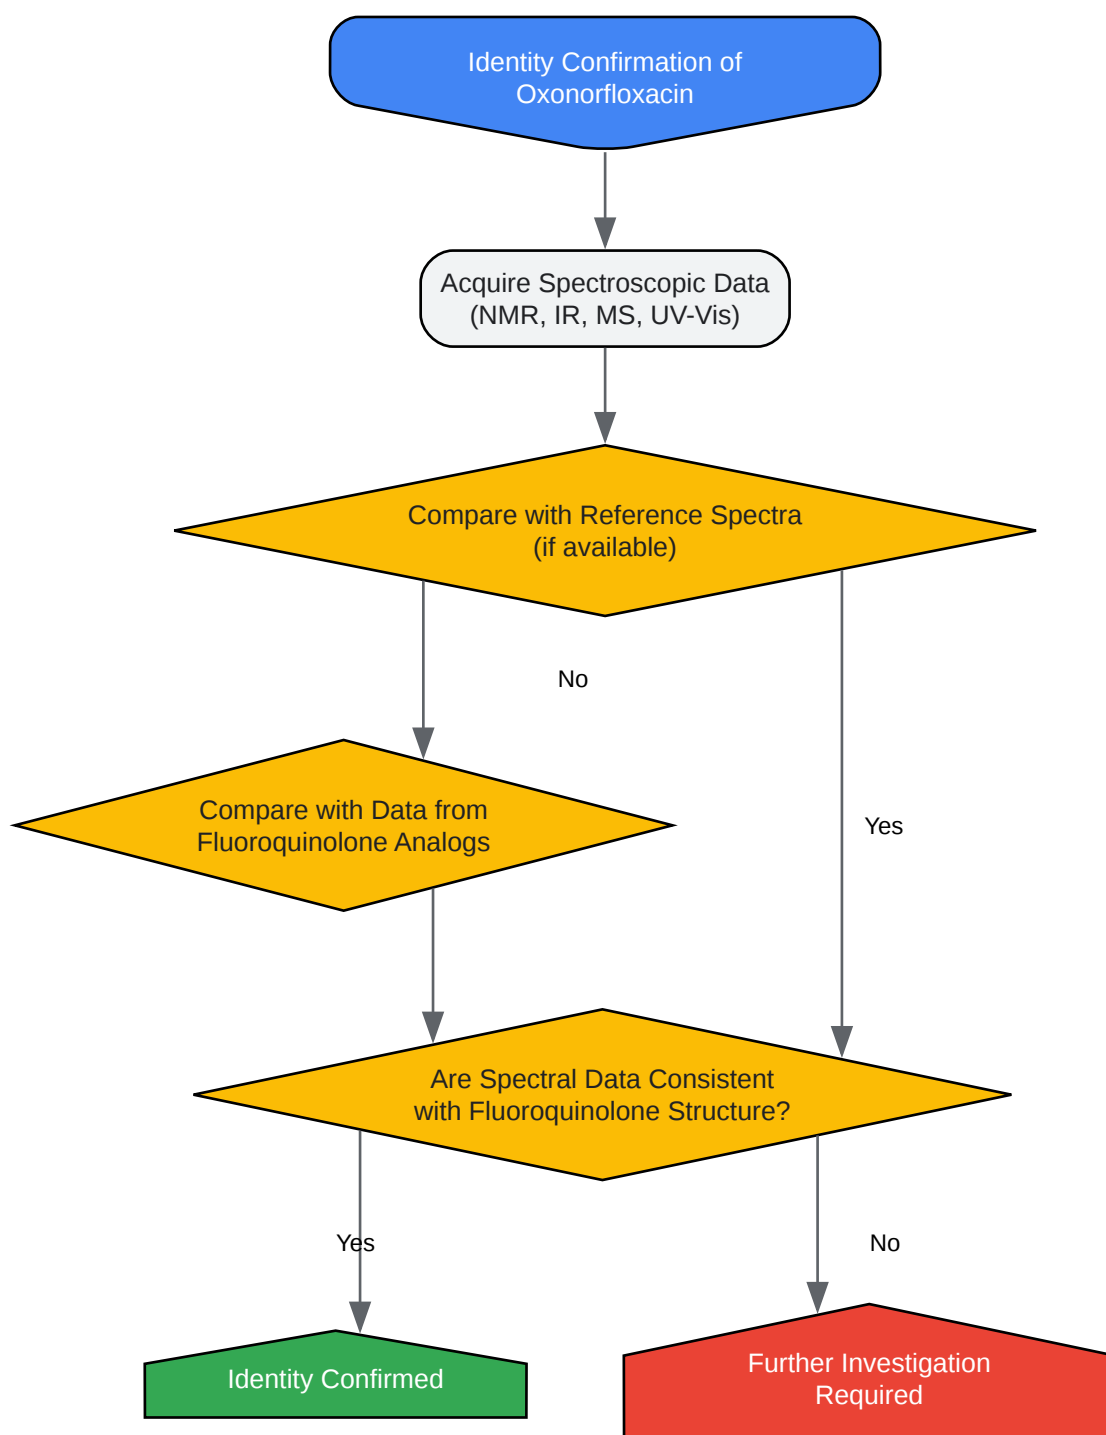 Identity Confirmation of
Oxonorfloxacin
Acquire Spectroscopic Data
(NMR, IR, MS, UV-Vis)
Compare with Reference Spectra
(if available)
No
Compare with Data from
Fluoroquinolone Analogs
Yes
Are Spectral Data Consistent
with Fluoroquinolone Structure?
Yes
No
Identity Confirmed
Further Investigation
Required